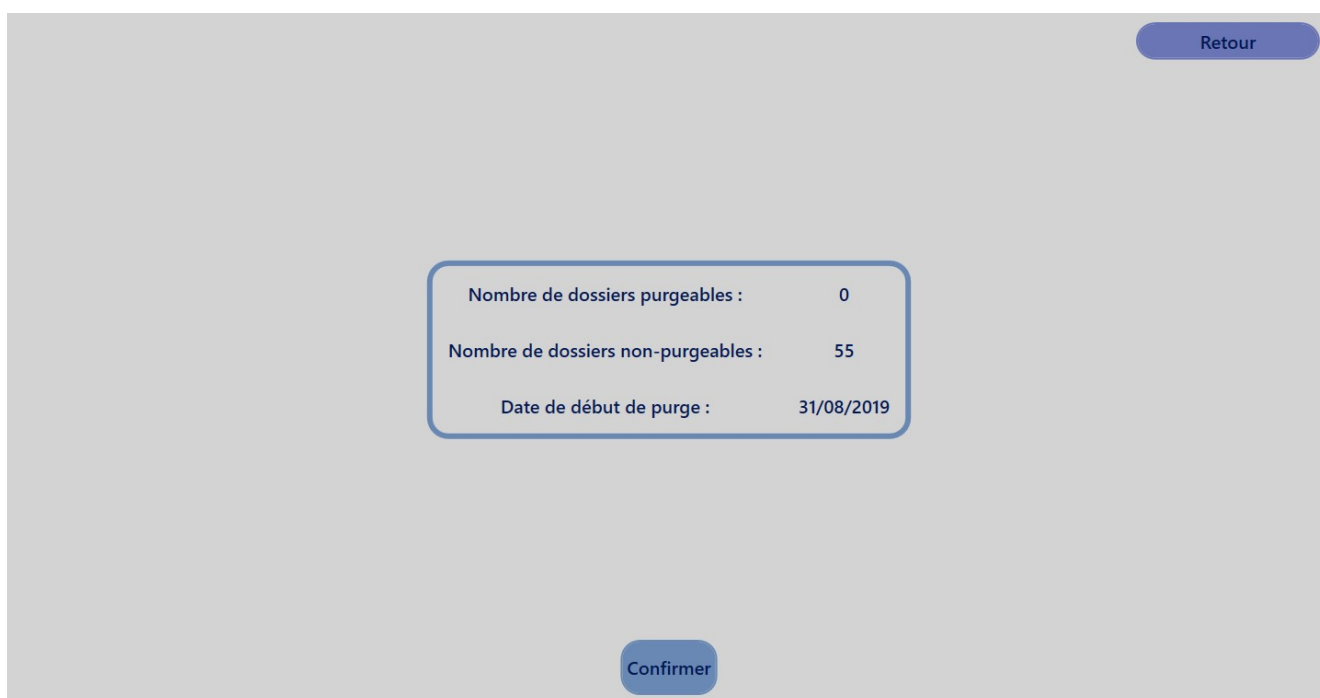 Retour
Nombre de dossiers purgeables : 0
Nombre de dossiers non-purgeables : 55
Date de début de purge : 31/08/2019
Confirmer